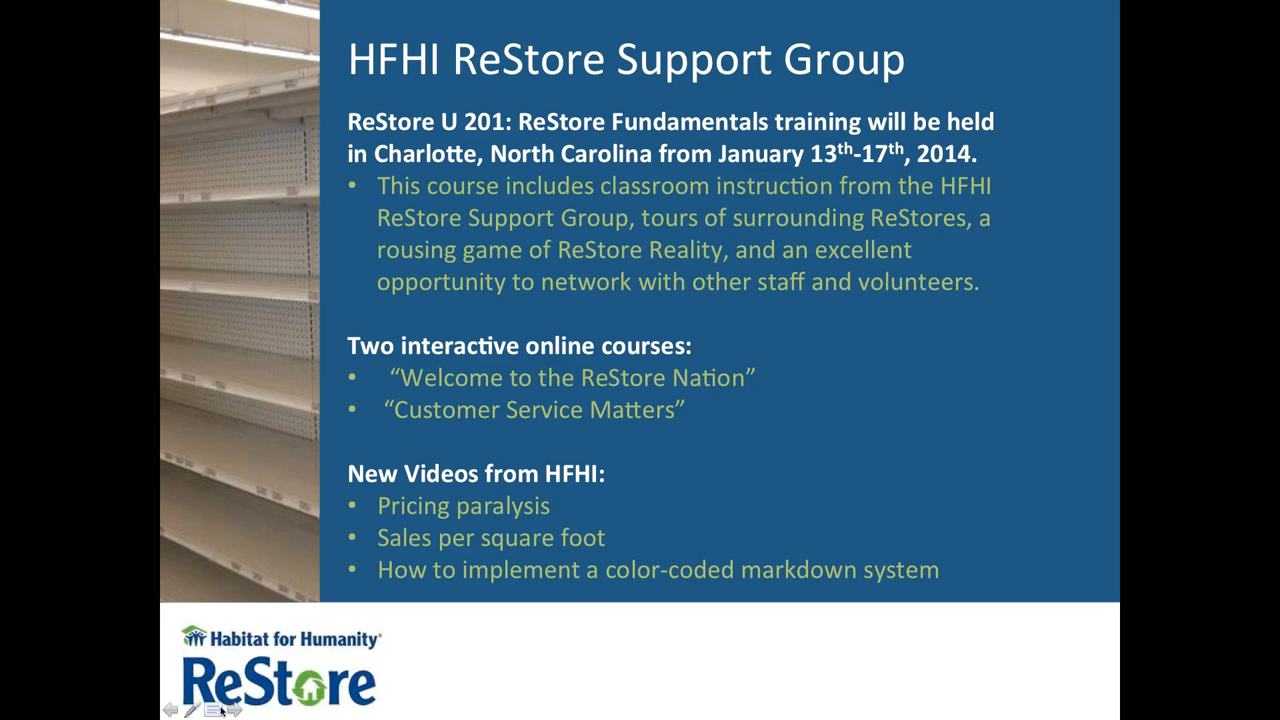 HFHI ReStore Support Group
ReStore U 201: ReStore Fundamentals training will be held
in Charlotte, North Carolina from January 13th-17th, 2014.
• This course includes classroom instruction from the HFHI
ReStore Support Group, tours of surrounding ReStores, a
rousing game of ReStore Reality, and an excellent
opportunity to network with other staff and volunteers.
Two interactive online courses:
• “Welcome to the ReStore Nation”
• “Customer Service Matters”
New Videos from HFHI:
• Pricing paralysis
• Sales per square foot
• How to implement a color-coded markdown system
Habitat for Humanity®
ReStore